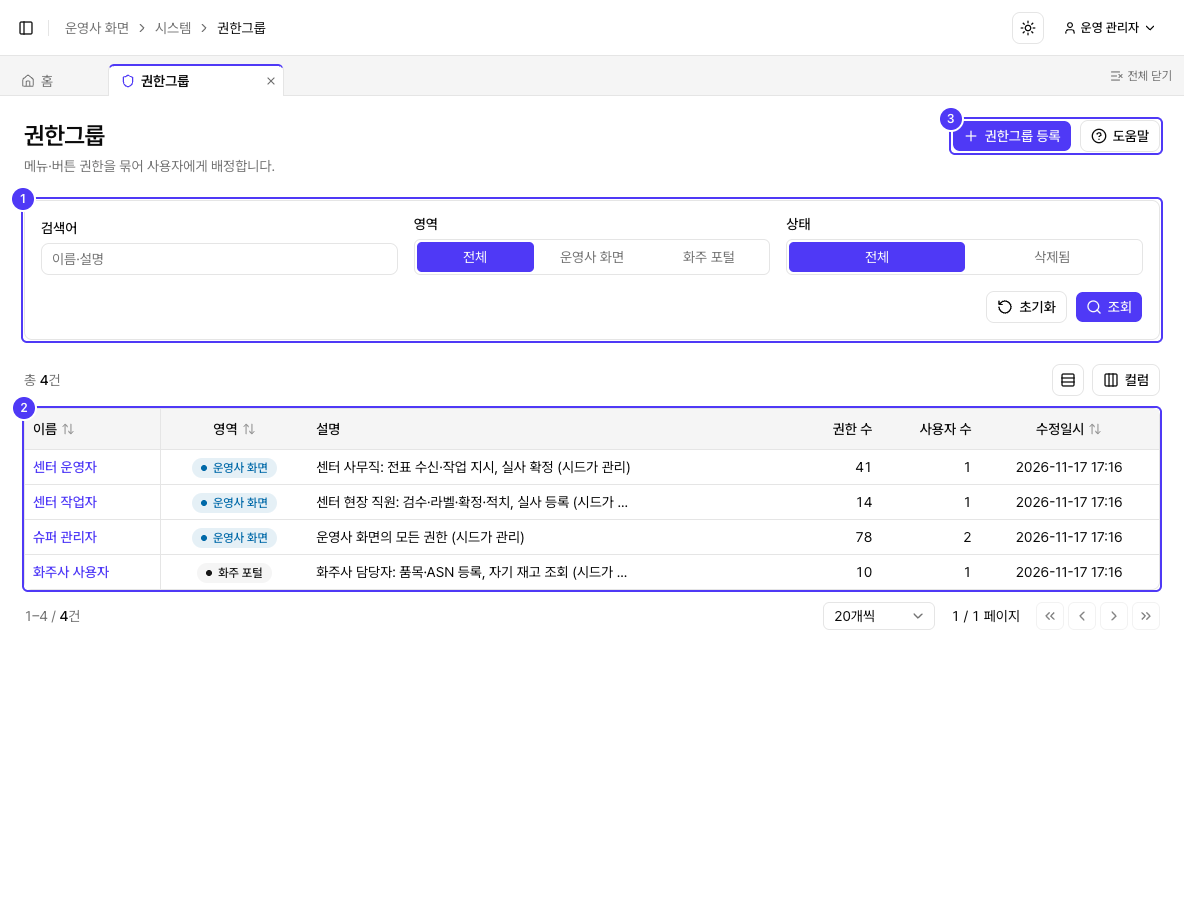 운영사 화면 > 시스템 > 권한그룹
운영 관리자
홈
권한그룹
전체 닫기
권한그룹
메뉴·버튼 권한을 묶어 사용자에게 배정합니다.
3
권한그룹 등록
도움말
1
검색어
이름·설명
영역
전체 운영사 화면 화주 포털
상태
전체 삭제됨
초기화
조회
총 4건
컬럼
2
이름 영역 설명 권한 수 사용자 수 수정일시
센터 운영자 운영사 화면 센터 사무직: 전표 수신·작업 지시, 실사 확정 (시드가 관리) 41 1 2026-11-17 17:16
센터 작업자 운영사 화면 센터 현장 직원: 검수·라벨·확정·적치, 실사 등록 (시드가 ... 14 1 2026-11-17 17:16
슈퍼 관리자 운영사 화면 운영사 화면의 모든 권한 (시드가 관리) 78 2 2026-11-17 17:16
화주사 사용자 화주 포털 화주사 담당자: 품목·ASN 등록, 자기 재고 조회 (시드가 ... 10 1 2026-11-17 17:16
1–4 / 4건
20개씩
1 / 1 페이지